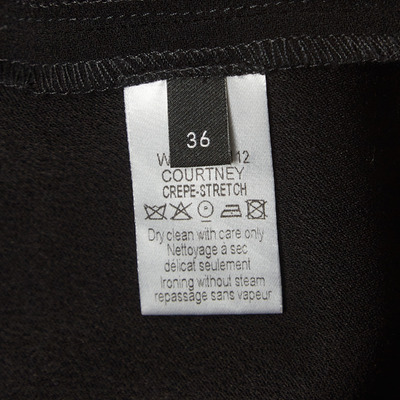 36
W 12
COURTNEY
CREPE-STRETCH
P
Dry clean with care only
Nettoyage à sec
délicat seulement
Ironing without steam
repassage sans vapeur